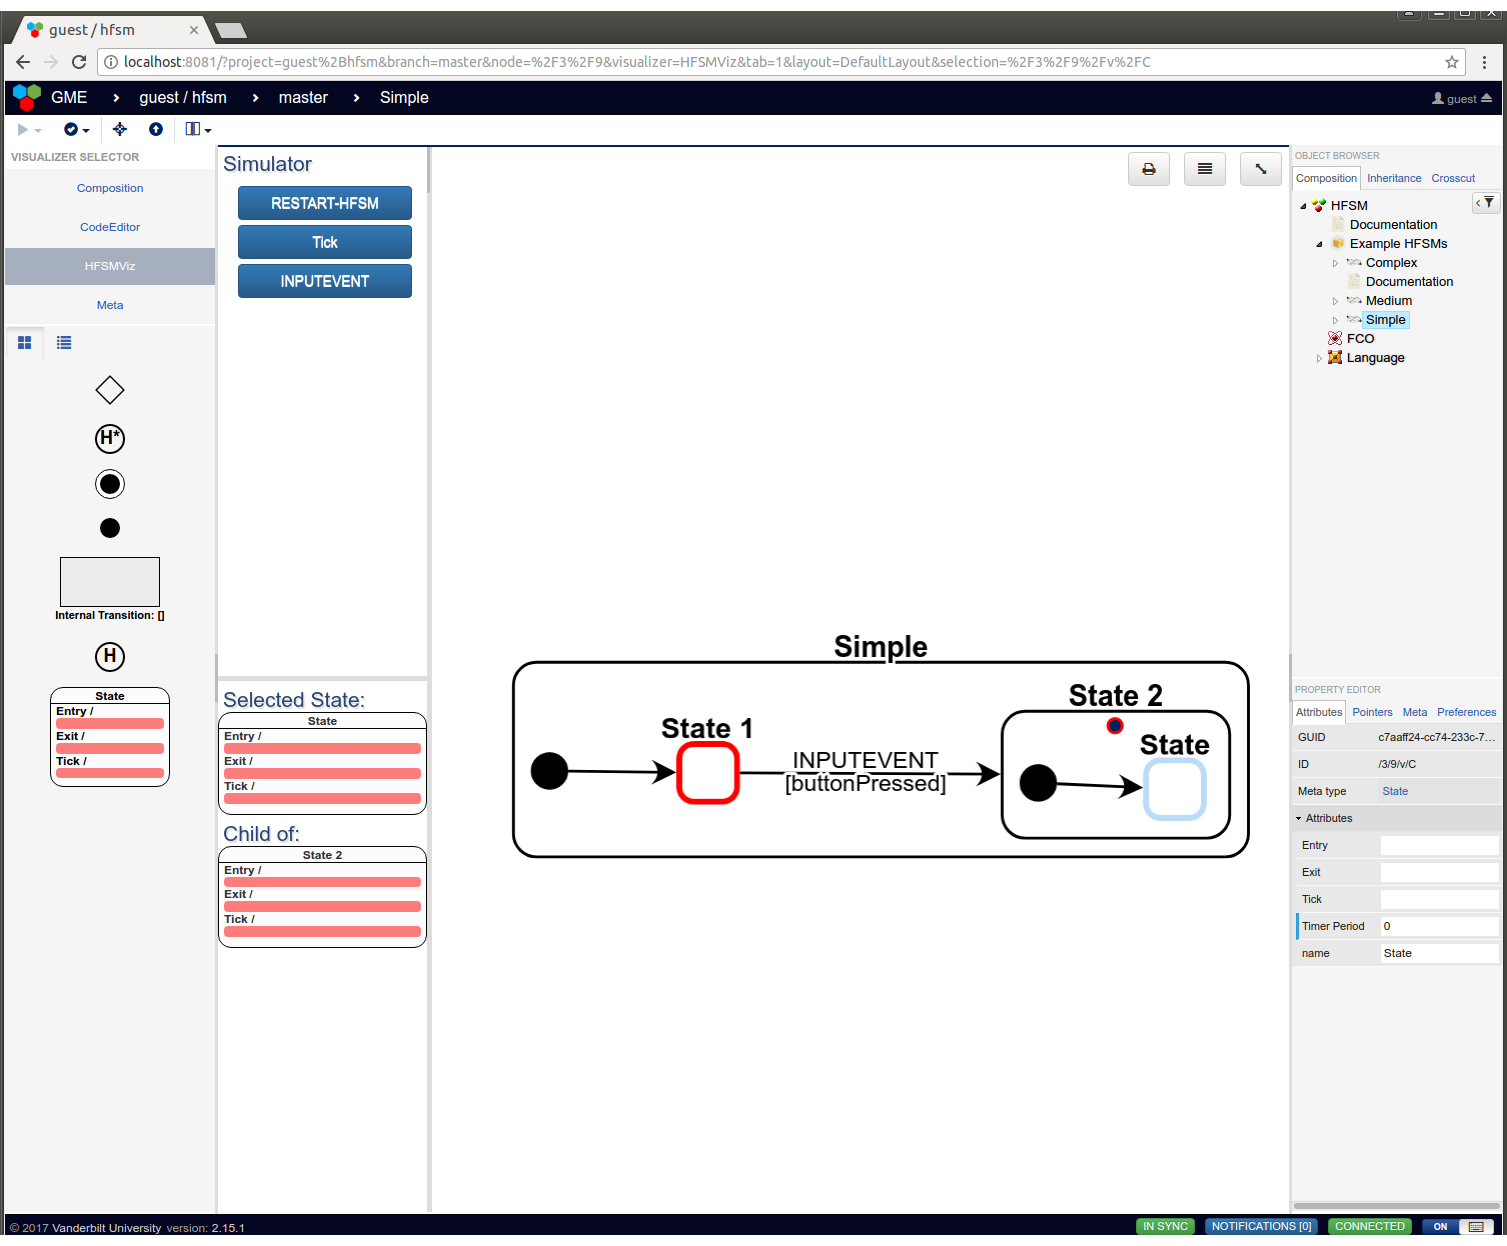 guest / hfsm
localhost:8081/?project=guest%2Bhfsm&branch=master&node=%2F3%2F9&visualizer=HFSMViz&tab=1&layout=DefaultLayout&selection=%2F3%2F9%2Fv%2FC
GME › guest / hfsm › master › Simple
guest
VISUALIZER SELECTOR
Composition
CodeEditor
HFSMViz
Meta
H*
Internal Transition: []
H
State
Entry /
Exit /
Tick /
Simulator
RESTART-HFSM
Tick
INPUTEVENT
Selected State:
State
Entry /
Exit /
Tick /
Child of:
State 2
Entry /
Exit /
Tick /
Simple
State 1
INPUTEVENT
[buttonPressed]
State 2
State
OBJECT BROWSER
Composition Inheritance Crosscut
HFSM
Documentation
Example HFSMs
Complex
Documentation
Medium
Simple
FCO
Language
PROPERTY EDITOR
Attributes Pointers Meta Preferences
GUID c7aaff24-cc74-233c-7...
ID /3/9/v/C
Meta type State
Attributes
Entry
Exit
Tick
Timer Period 0
name State
© 2017 Vanderbilt University version: 2.15.1
IN SYNC NOTIFICATIONS [0] CONNECTED ON